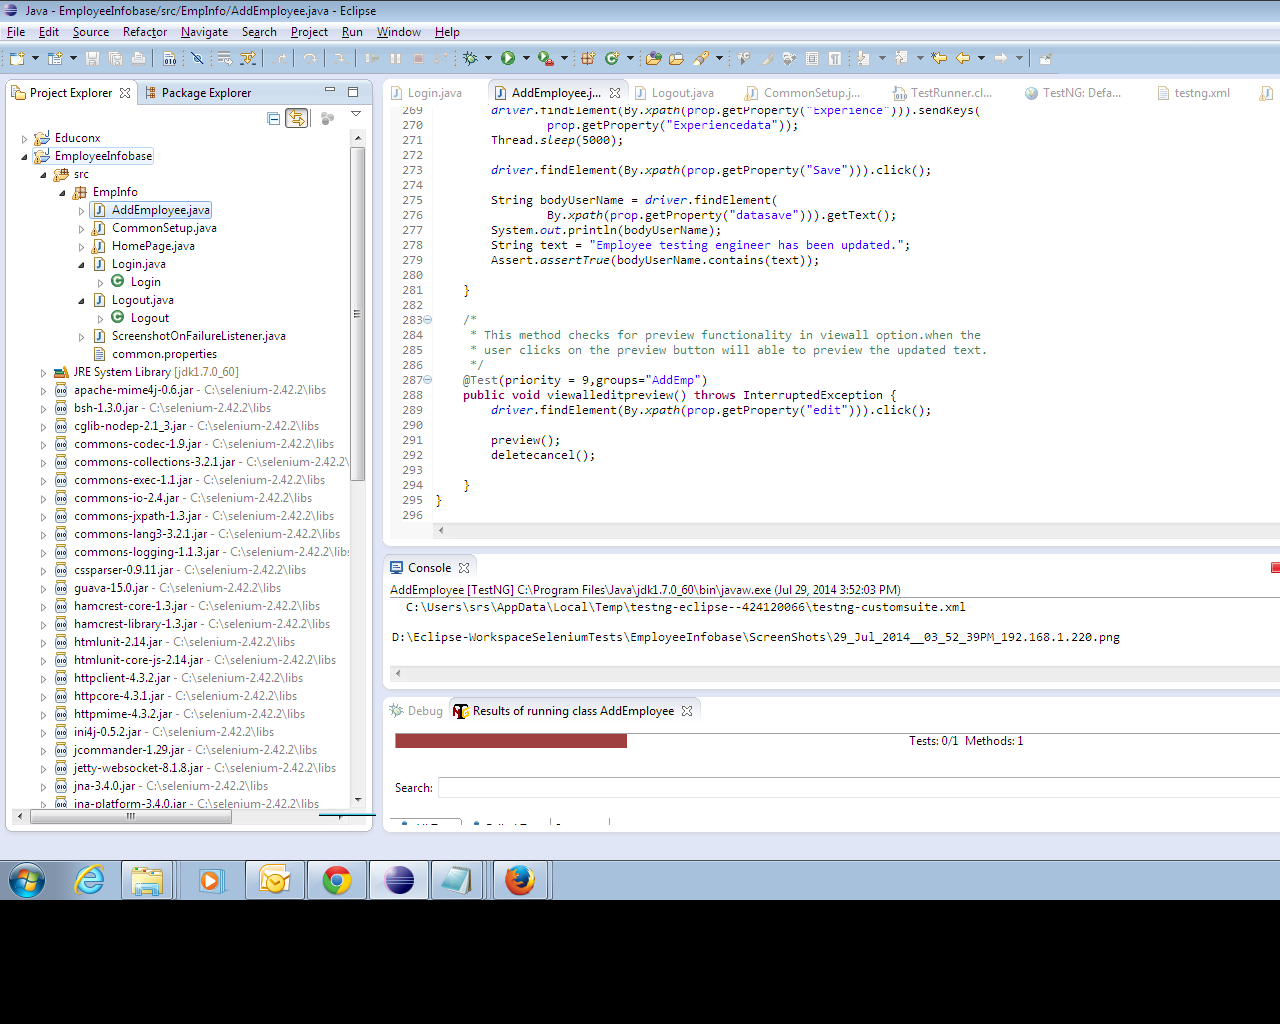 Java - EmployeeInfobase/src/EmpInfo/AddEmployee.java - Eclipse
File Edit Source Refactor Navigate Search Project Run Window Help
Project Explorer Package Explorer
Educonx
EmployeeInfobase
src
EmpInfo
AddEmployee.java
CommonSetup.java
HomePage.java
Login.java
Login
Logout.java
Logout
ScreenshotOnFailureListener.java
common.properties
JRE System Library [jdk1.7.0_60]
apache-mime4j-0.6.jar - C:\selenium-2.42.2\libs
bsh-1.3.0.jar - C:\selenium-2.42.2\libs
cglib-nodep-2.1_3.jar - C:\selenium-2.42.2\libs
commons-codec-1.9.jar - C:\selenium-2.42.2\libs
commons-collections-3.2.1.jar - C:\selenium-2.42.2\
commons-exec-1.1.jar - C:\selenium-2.42.2\libs
commons-io-2.4.jar - C:\selenium-2.42.2\libs
commons-jxpath-1.3.jar - C:\selenium-2.42.2\libs
commons-lang3-3.2.1.jar - C:\selenium-2.42.2\libs
commons-logging-1.1.3.jar - C:\selenium-2.42.2\lib
cssparser-0.9.11.jar - C:\selenium-2.42.2\libs
guava-15.0.jar - C:\selenium-2.42.2\libs
hamcrest-core-1.3.jar - C:\selenium-2.42.2\libs
hamcrest-library-1.3.jar - C:\selenium-2.42.2\libs
htmlunit-2.14.jar - C:\selenium-2.42.2\libs
htmlunit-core-js-2.14.jar - C:\selenium-2.42.2\libs
httpclient-4.3.2.jar - C:\selenium-2.42.2\libs
httpcore-4.3.1.jar - C:\selenium-2.42.2\libs
httpmime-4.3.2.jar - C:\selenium-2.42.2\libs
ini4j-0.5.2.jar - C:\selenium-2.42.2\libs
jcommander-1.29.jar - C:\selenium-2.42.2\libs
jetty-websocket-8.1.8.jar - C:\selenium-2.42.2\libs
jna-3.4.0.jar - C:\selenium-2.42.2\libs
jna-platform-3.4.0.jar - C:\selenium-2.42.2\libs
Login.java AddEmployee.j... Logout.java CommonSetup.j... TestRunner.cl... TestNG: Defa... testng.xml
269 driver.findElement(By.xpath(prop.getProperty("Experience"))).sendKeys(
270 prop.getProperty("Experiencedata"));
271 Thread.sleep(5000);
272
273 driver.findElement(By.xpath(prop.getProperty("Save"))).click();
274
275 String bodyUserName = driver.findElement(
276 By.xpath(prop.getProperty("datasave"))).getText();
277 System.out.println(bodyUserName);
278 String text = "Employee testing engineer has been updated.";
279 Assert.assertTrue(bodyUserName.contains(text));
280
281 }
282
283 /*
284 * This method checks for preview functionality in viewall option.when the
285 * user clicks on the preview button will able to preview the updated text.
286 */
287 @Test(priority = 9,groups="AddEmp")
288 public void viewalleditpreview() throws InterruptedException {
289 driver.findElement(By.xpath(prop.getProperty("edit"))).click();
290
291 preview();
292 deletecancel();
293
294 }
295 }
296
Console
AddEmployee [TestNG] C:\Program Files\Java\jdk1.7.0_60\bin\javaw.exe (Jul 29, 2014 3:52:03 PM)
C:\Users\srs\AppData\Local\Temp\testng-eclipse--424120066\testng-customsuite.xml
D:\Eclipse-WorkspaceSeleniumTests\EmployeeInfobase\ScreenShots\29_Jul_2014__03_52_39PM_192.168.1.220.png
Debug Results of running class AddEmployee
Tests: 0/1 Methods: 1
Search: